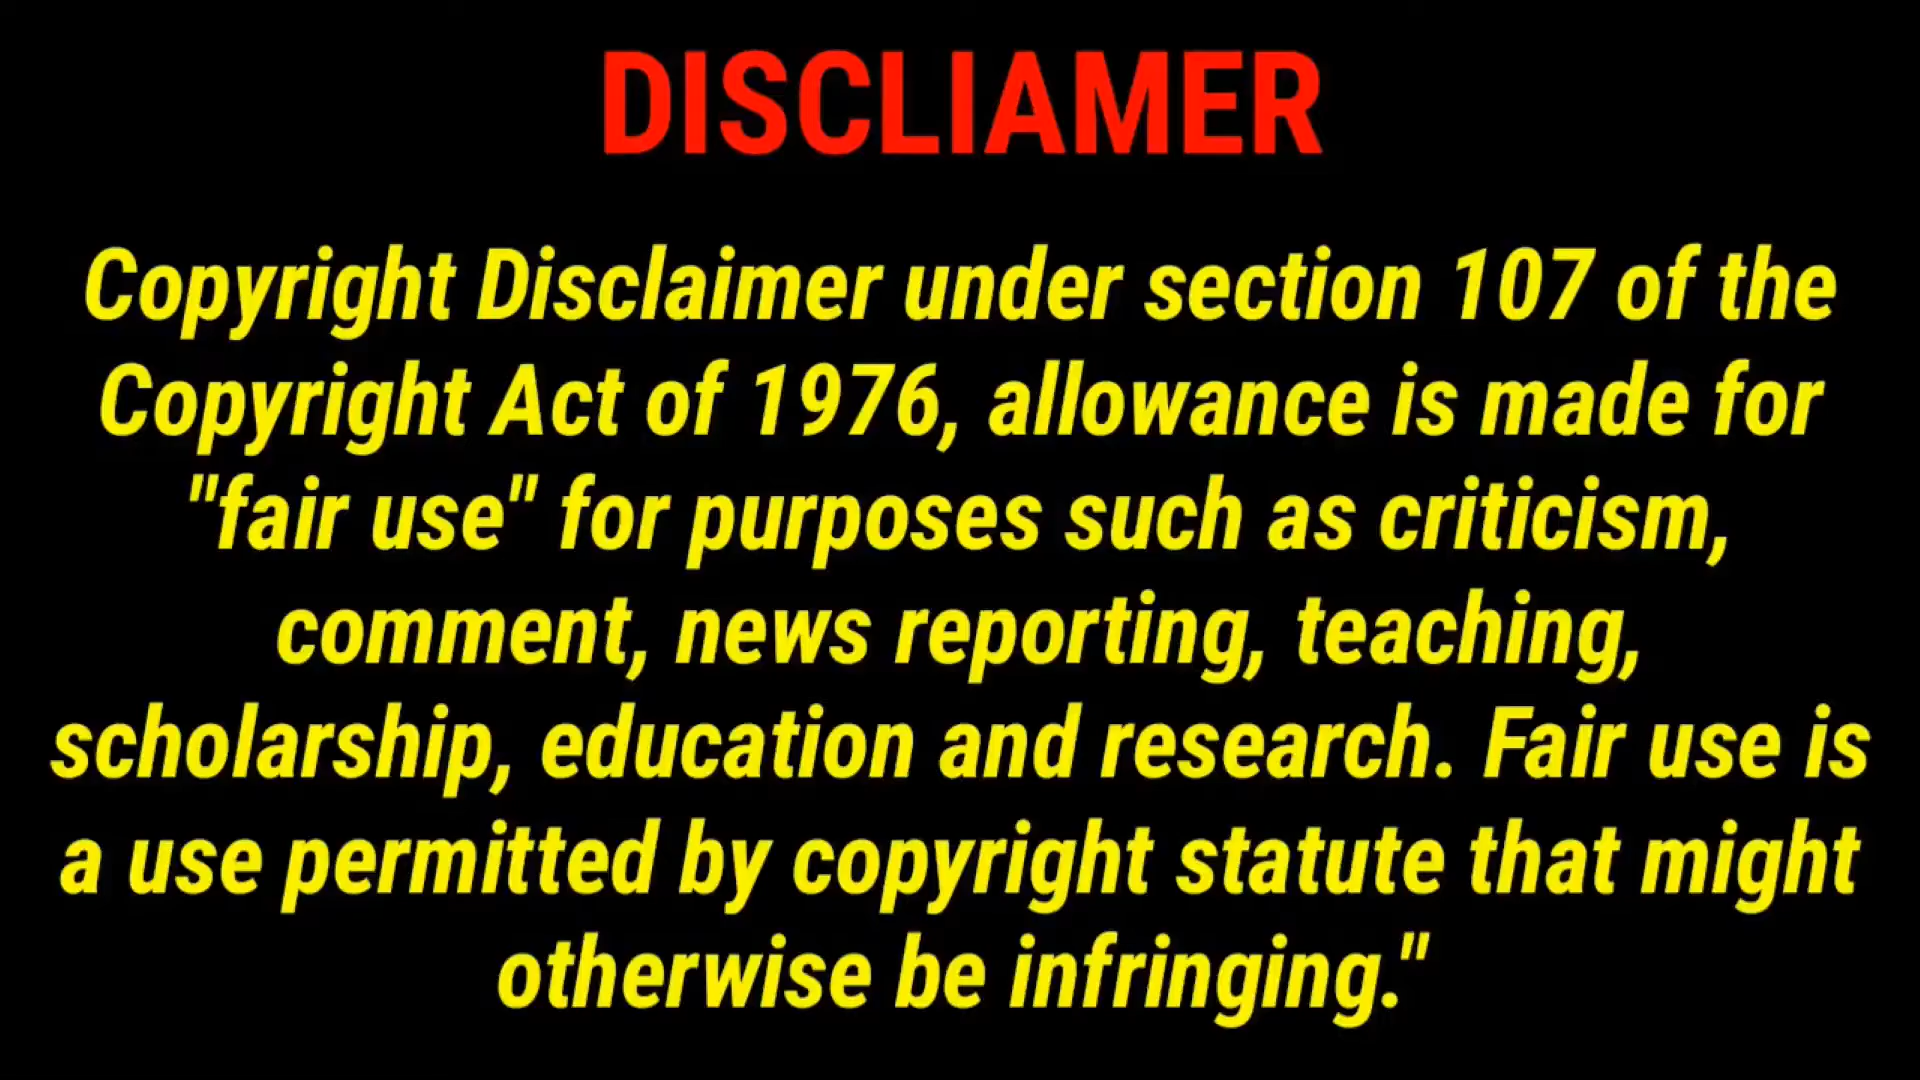 DISCLIAMER
Copyright Disclaimer under section 107 of the
Copyright Act of 1976, allowance is made for
"fair use" for purposes such as criticism,
comment, news reporting, teaching,
scholarship, education and research. Fair use is
a use permitted by copyright statute that might
otherwise be infringing."